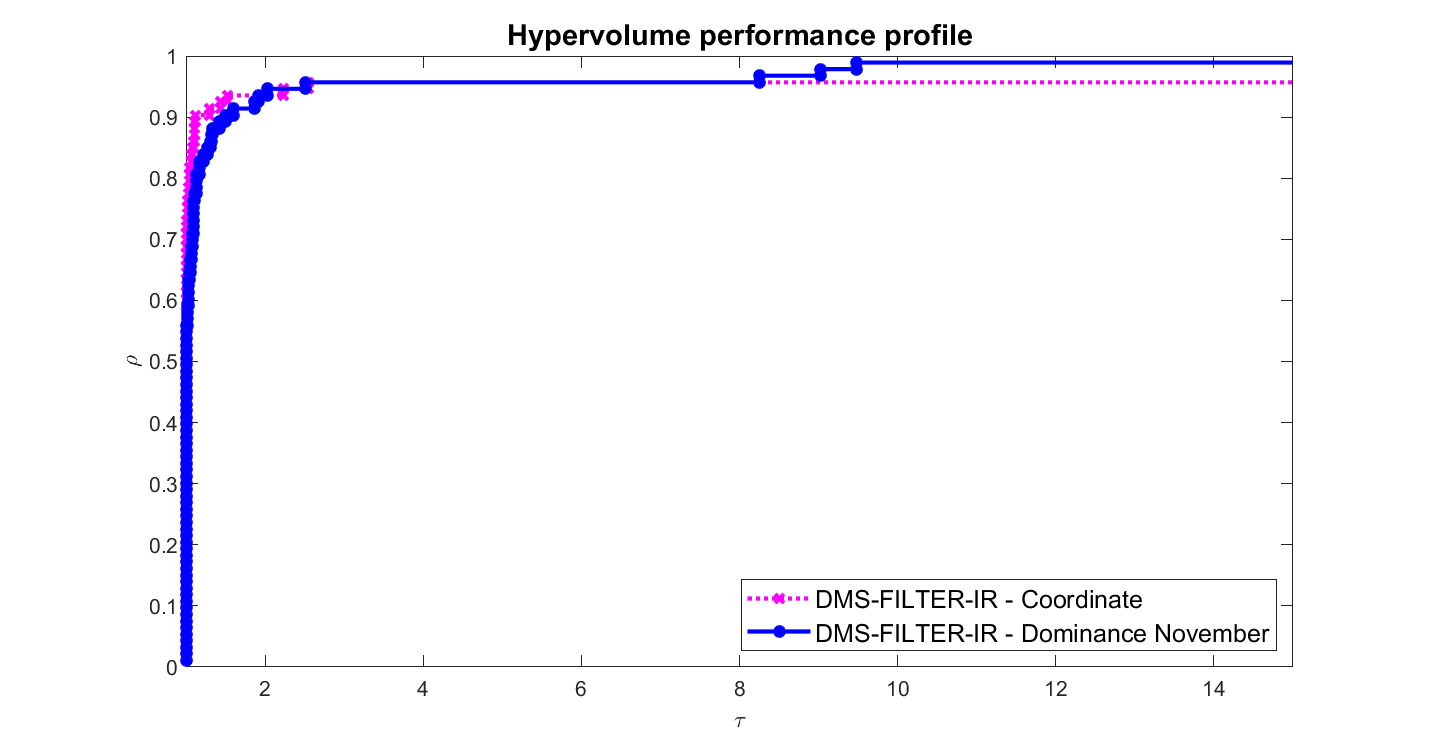 Hypervolume performance profile
1
0.9
0.8
0.7
0.6
0.5
0.4
0.3
0.2
0.1
0
ρ
2 4 6 8 10 12 14
τ
DMS-FILTER-IR - Coordinate
DMS-FILTER-IR - Dominance November